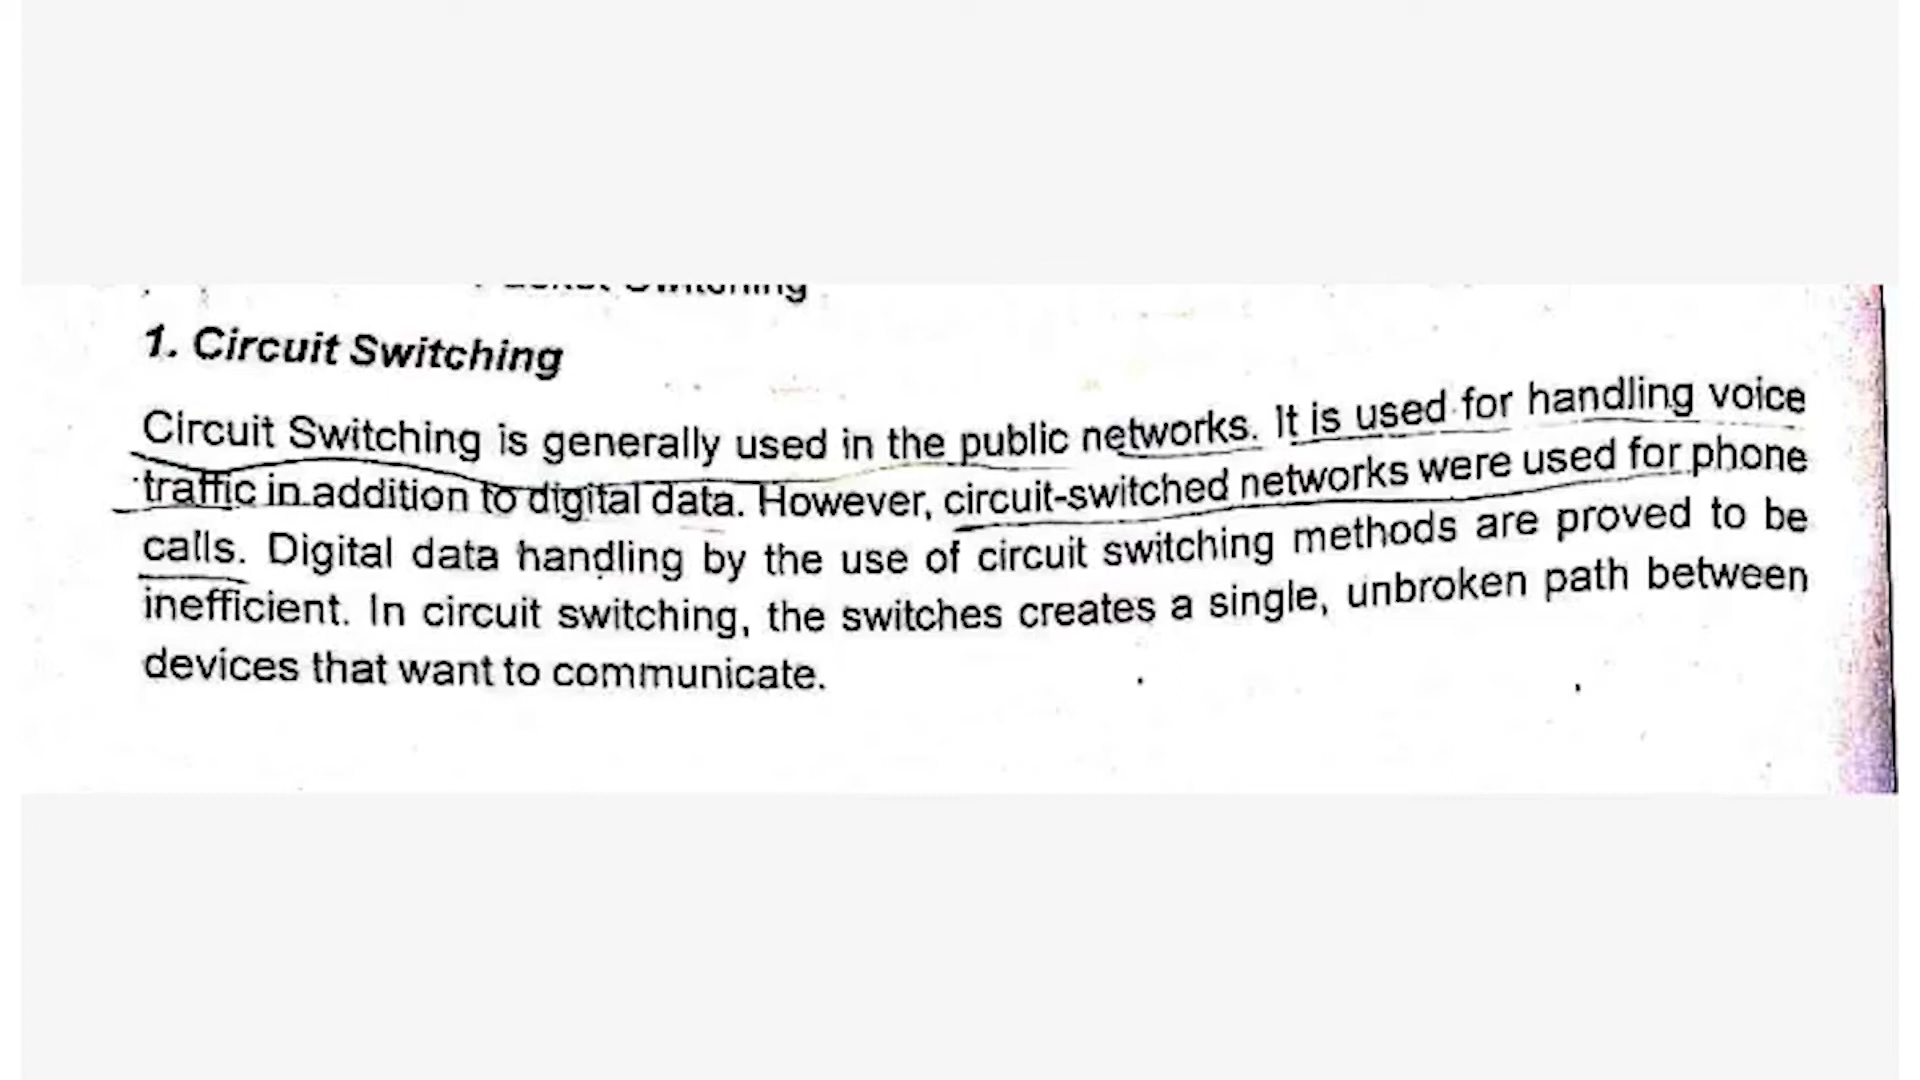 Switching
1. Circuit Switching
Circuit Switching is generally used in the public networks. It is used for handling voice
traffic in addition to digital data. However, circuit-switched networks were used for phone
calls. Digital data handling by the use of circuit switching methods are proved to be
inefficient. In circuit switching, the switches creates a single, unbroken path between
devices that want to communicate.